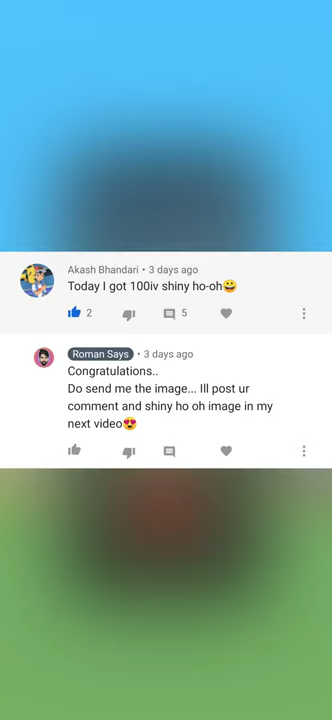 Akash Bhandari • 3 days ago
Today I got 100iv shiny ho-oh😀
2 5
Roman Says • 3 days ago
Congratulations..
Do send me the image... Ill post ur
comment and shiny ho oh image in my
next video😍